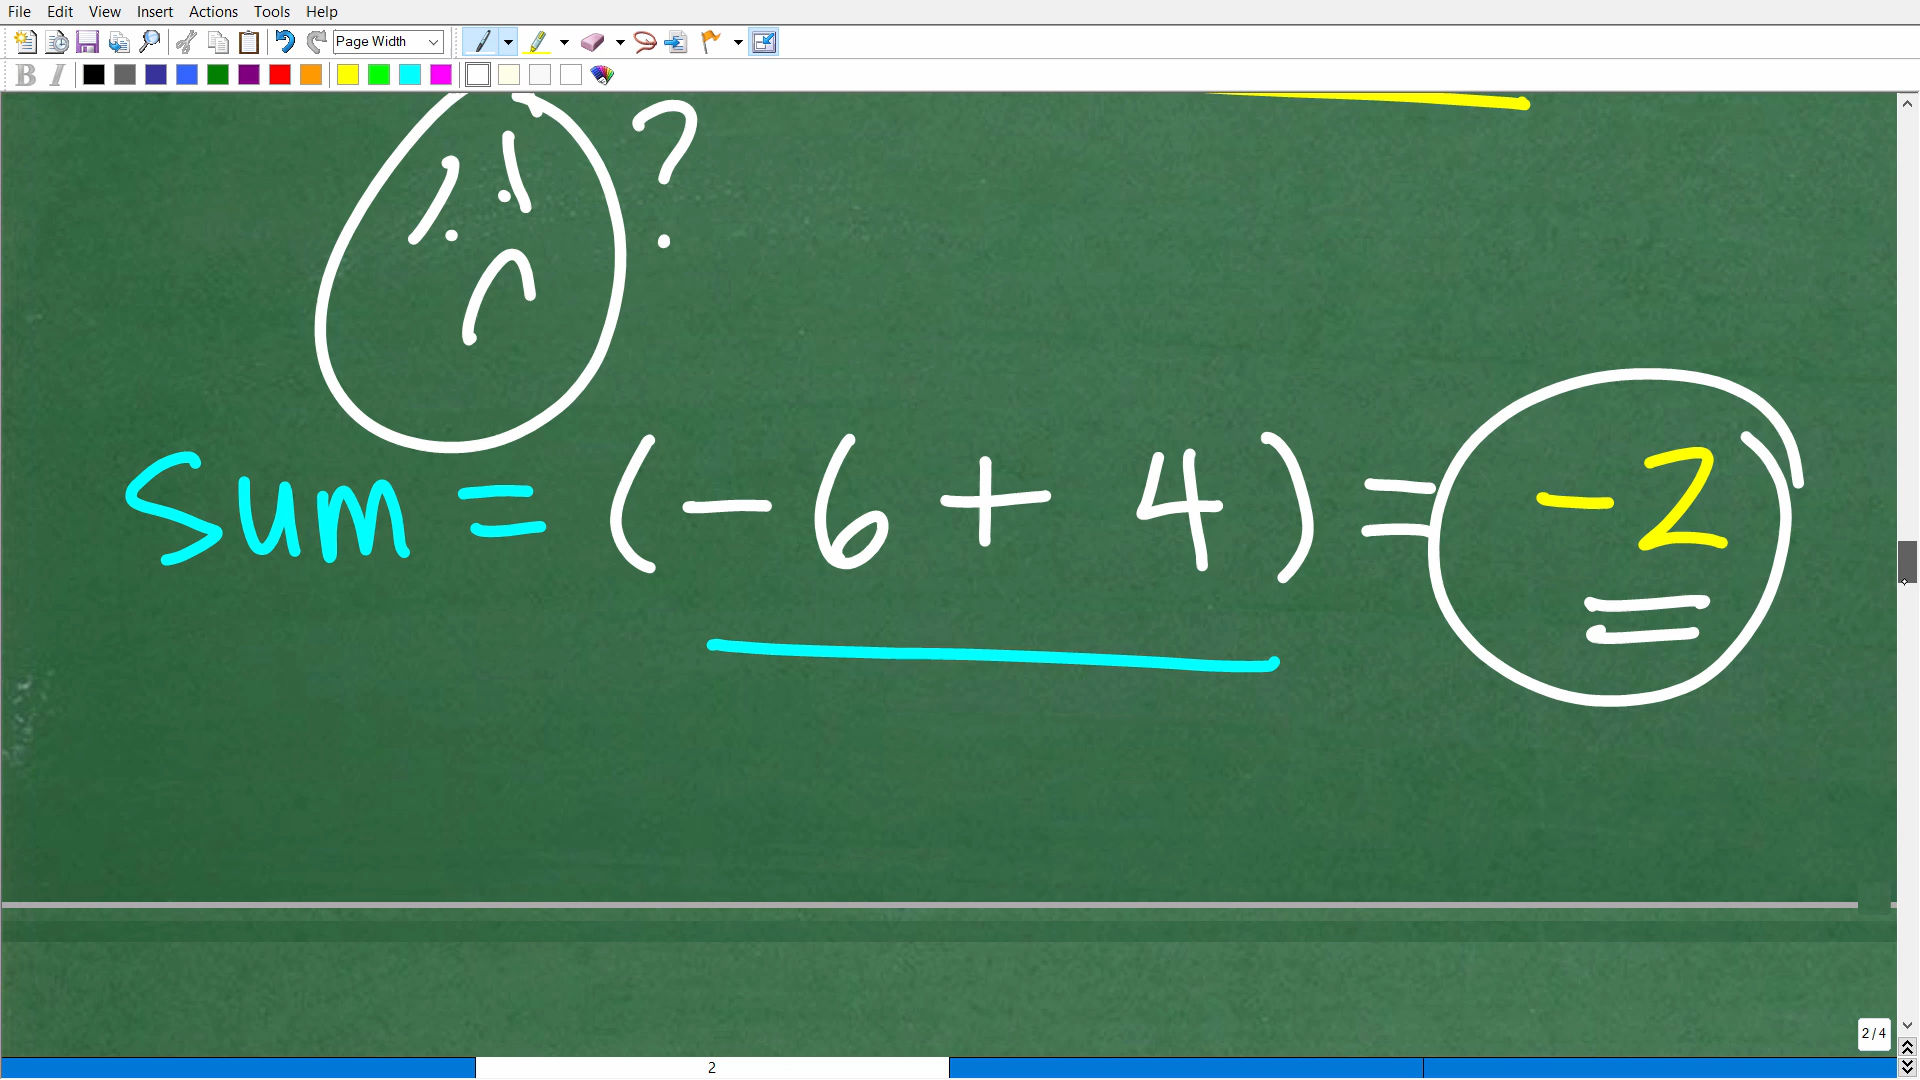 File Edit View Insert Actions Tools Help
Page Width
B I
?
Sum = (-6 + 4) = -2
2 / 4
2